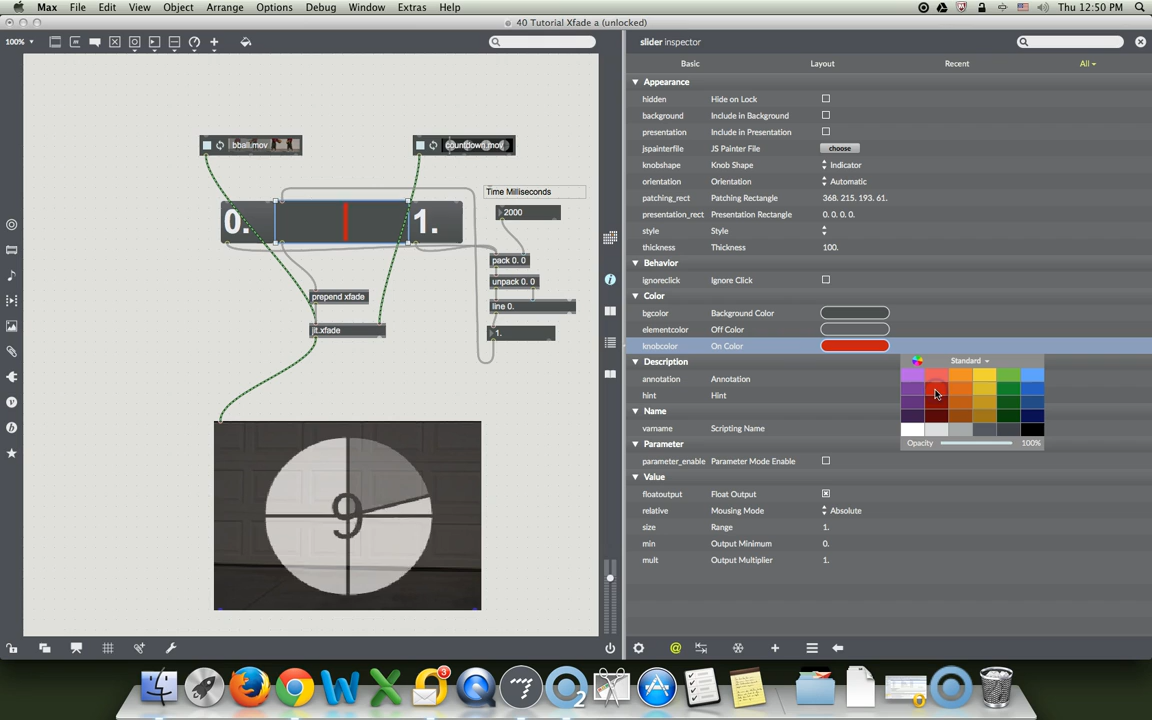 Max File Edit View Object Arrange Options Debug Window Extras Help Thu 12:50 PM
40 Tutorial Xfade a (unlocked)
100%
slider inspector
Basic Layout Recent All
Appearance
hidden Hide on Lock
background Include in Background
presentation Include in Presentation
jspainterfile JS Painter File choose
knobshape Knob Shape Indicator
orientation Orientation Automatic
patching_rect Patching Rectangle 368. 215. 193. 61.
presentation_rect Presentation Rectangle 0. 0. 0. 0.
style Style
thickness Thickness 100.
Behavior
ignoreclick Ignore Click
Color
bgcolor Background Color
elementcolor Off Color
knobcolor On Color
Standard
Opacity 100%
Description
annotation Annotation
hint Hint
Name
varname Scripting Name
Parameter
parameter_enable Parameter Mode Enable
Value
floatoutput Float Output
relative Mousing Mode Absolute
size Range 1.
min Output Minimum 0.
mult Output Multiplier 1.
bball.mov countdown.mov
Time Milliseconds
2000
0. 1.
pack 0. 0
unpack 0. 0
line 0.
1.
prepend xfade
jit.xfade
9
3
2